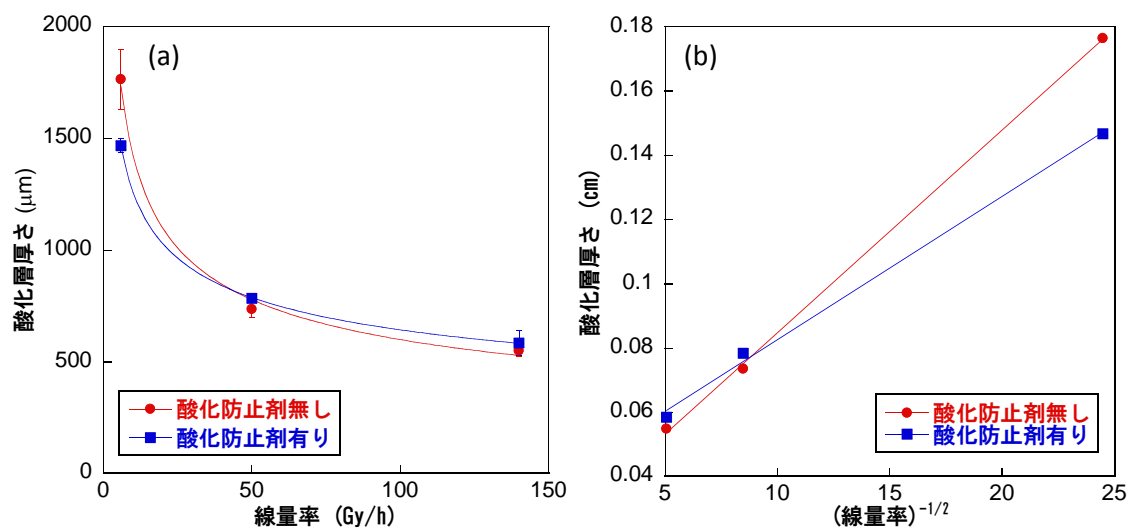 (a)
2000
1500
1000
500
0
酸化層厚さ (μm)
0
50
100
150
線量率 (Gy/h)
酸化防止剤無し
酸化防止剤有り
(b)
0.18
0.16
0.14
0.12
0.1
0.08
0.06
0.04
酸化層厚さ (cm)
5
10
15
20
25
(線量率)⁻¹/²
酸化防止剤無し
酸化防止剤有り